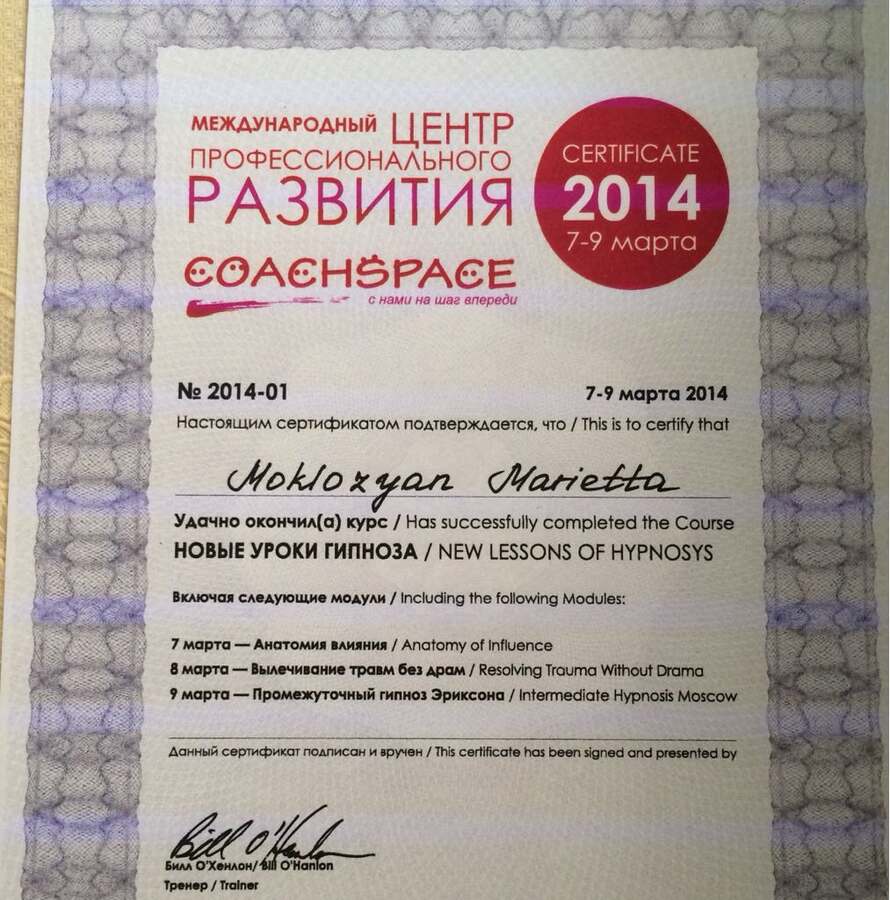 МЕЖДУНАРОДНЫЙ ЦЕНТР
ПРОФЕССИОНАЛЬНОГО
РАЗВИТИЯ
COACHSPACE
с нами на шаг впереди
CERTIFICATE
2014
7-9 марта
№ 2014-01 7-9 марта 2014
Настоящим сертификатом подтверждается, что / This is to certify that
Moklozyan Marietta
Удачно окончил(а) курс / Has successfully completed the Course
НОВЫЕ УРОКИ ГИПНОЗА / NEW LESSONS OF HYPNOSYS
Включая следующие модули / Including the following Modules:
7 марта — Анатомия влияния / Anatomy of Influence
8 марта — Вылечивание травм без драм / Resolving Trauma Without Drama
9 марта — Промежуточный гипноз Эриксона / Intermediate Hypnosis Moscow
Данный сертификат подписан и вручен / This certificate has been signed and presented by
Bill O'Hanlon
Билл О'Хенлон/ Bill O'Hanlon
Тренер / Trainer